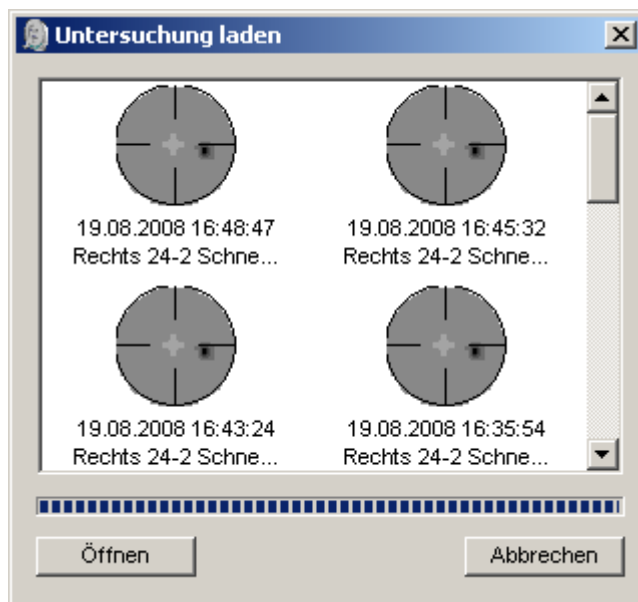 Untersuchung laden
19.08.2008 16:48:47
Rechts 24-2 Schne...
19.08.2008 16:45:32
Rechts 24-2 Schne...
19.08.2008 16:43:24
Rechts 24-2 Schne...
19.08.2008 16:35:54
Rechts 24-2 Schne...
Öffnen
Abbrechen